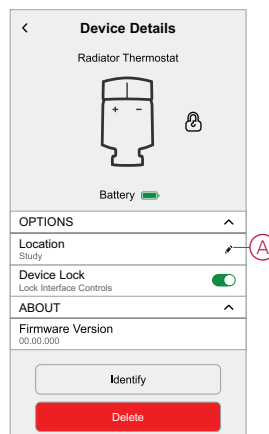 Device Details
Radiator Thermostat
+ -
Battery
OPTIONS
Location
Study
A
Device Lock
Lock Interface Controls
ABOUT
Firmware Version
00.00.000
Identify
Delete